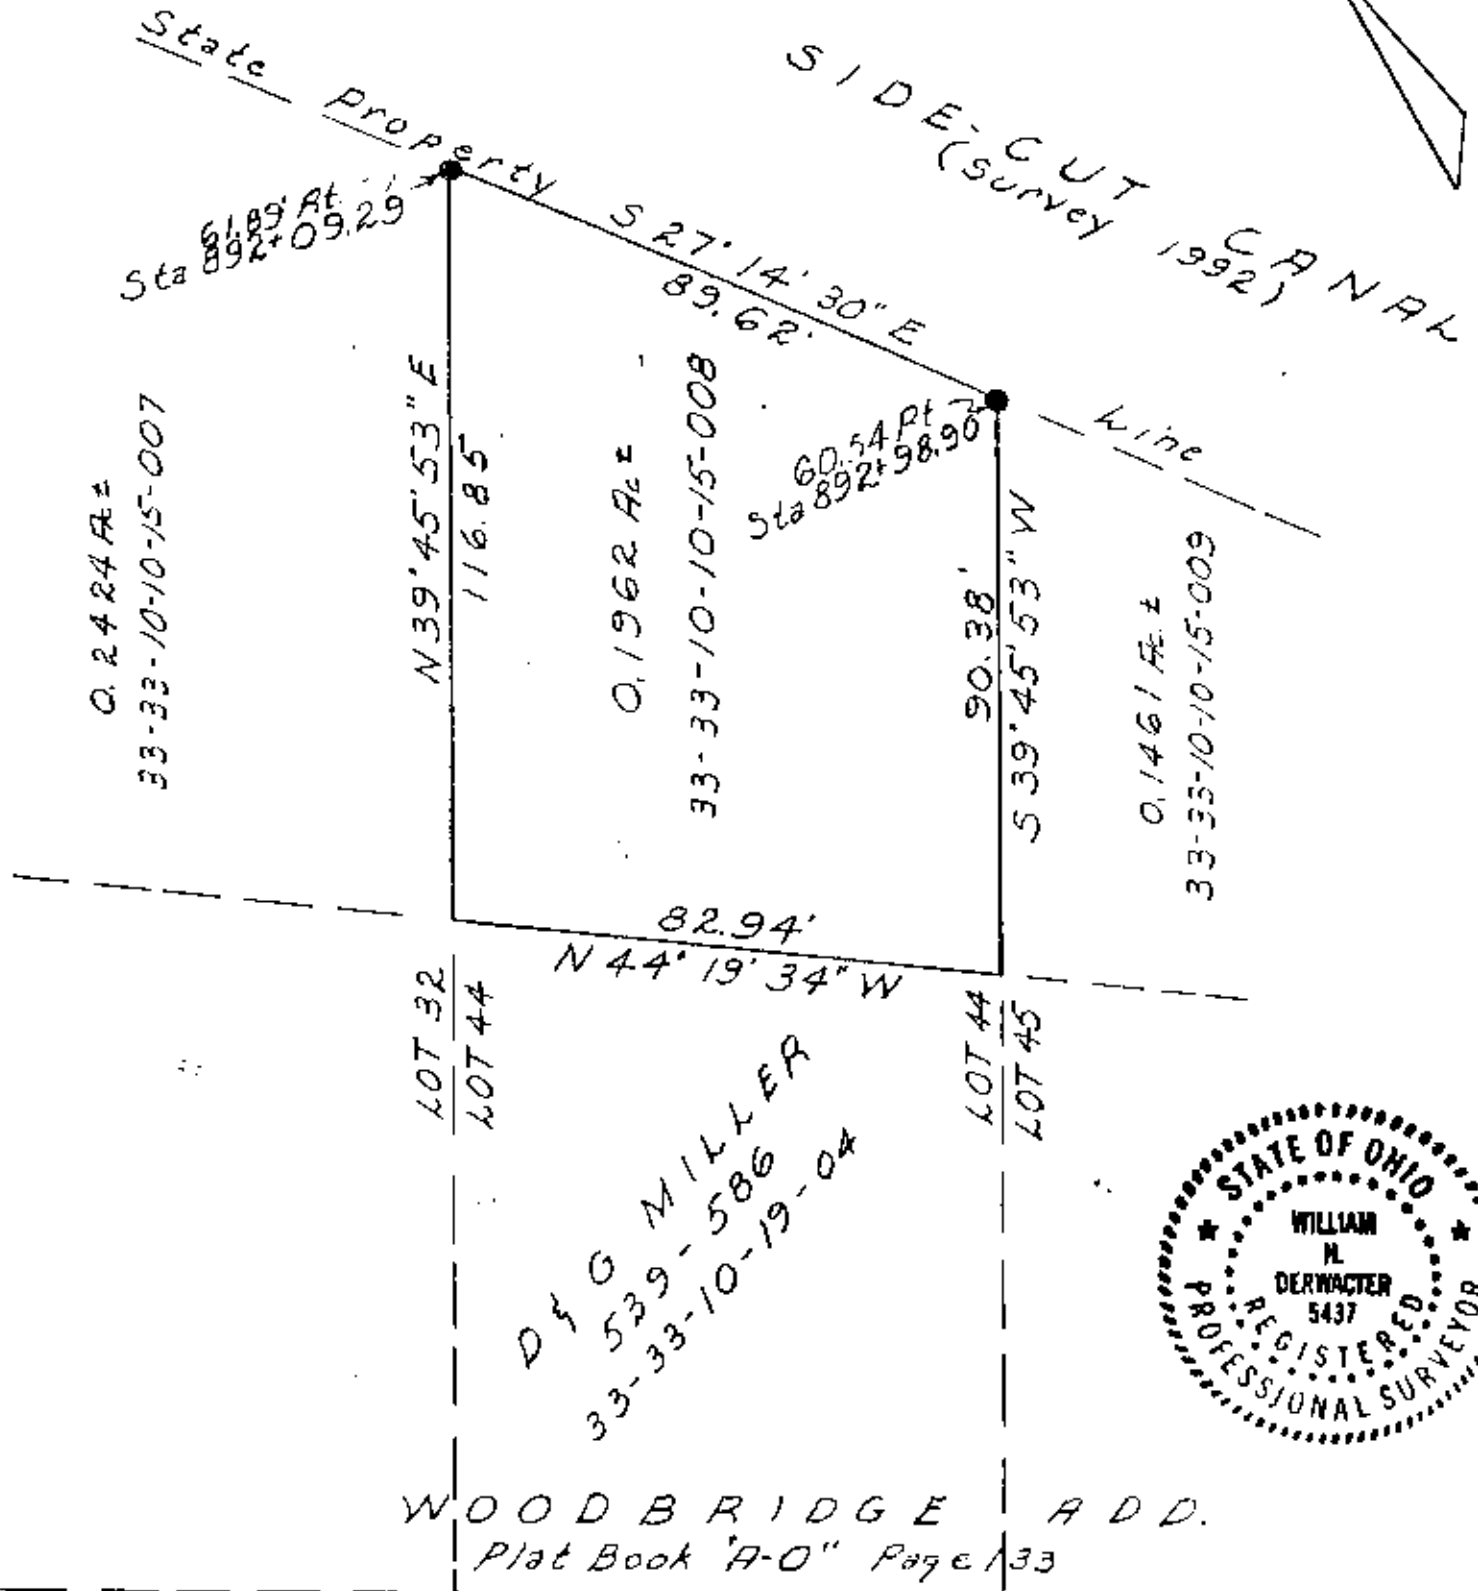 State Property Line
SIDE-CUT CANAL
(Survey 1992)
61.89' Rt.
Sta 892+09.29
S 27° 14' 30" E
89.62'
60.54 Rt
Sta 892+98.90
0.2424 Ac ±
33-33-10-10-15-007
N 39° 45' 53" E
116.85
0.1962 Ac ±
33-33-10-10-15-008
90.38'
S 39° 45' 53" W
0.1461 Ac ±
33-33-10-10-15-009
82.94'
N 44° 19' 34" W
LOT 32
LOT 44
LOT 44
LOT 45
D & G MILLER
539-586
33-33-10-19-04
STATE OF OHIO
WILLIAM
N.
DERWACTER
5437
REGISTERED
PROFESSIONAL SURVEYOR
WOODBRIDGE ADD.
Plat Book "A-O" Page 133